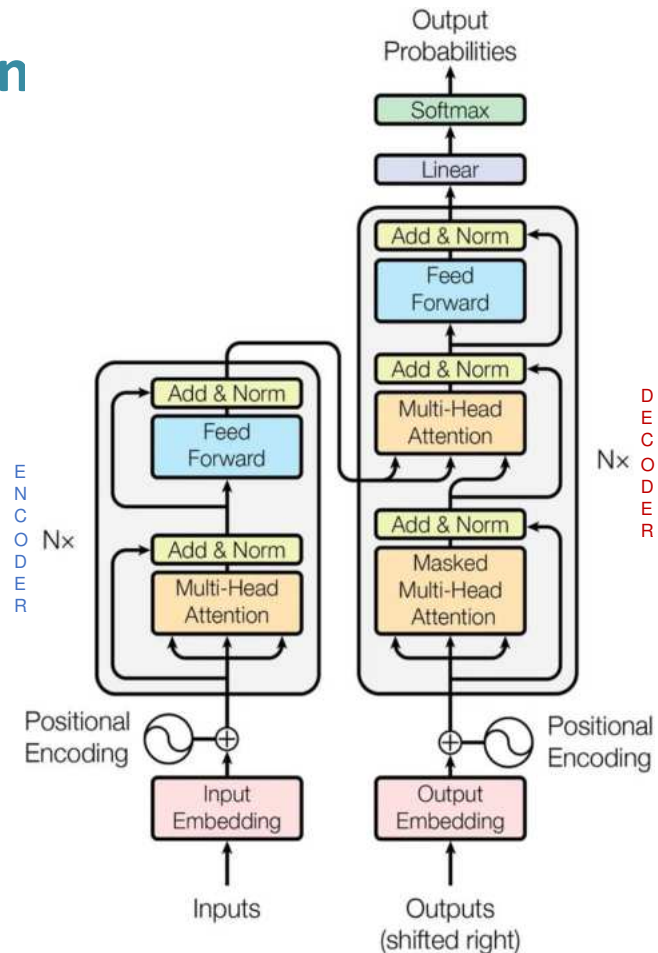 n
Output
Probabilities
Softmax
Linear
Add & Norm
Feed
Forward
Add & Norm
Multi-Head
Attention
Add & Norm
Masked
Multi-Head
Attention
Nx
DECODER
Add & Norm
Feed
Forward
Add & Norm
Multi-Head
Attention
ENCODER
Nx
Positional
Encoding
Positional
Encoding
Input
Embedding
Output
Embedding
Inputs
Outputs
(shifted right)